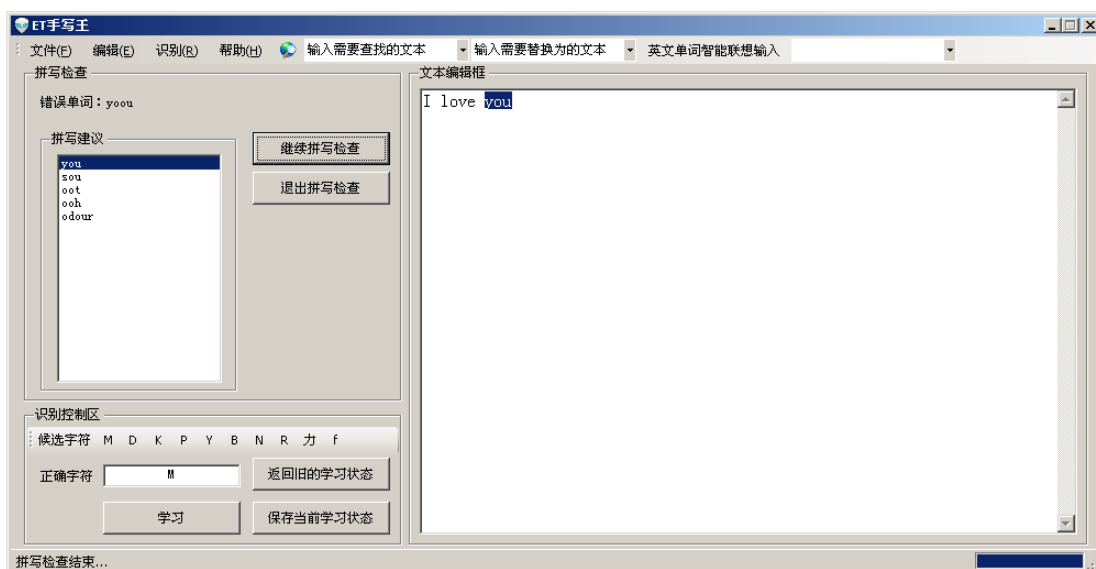 ET手写王
文件(F) 编辑(E) 识别(R) 帮助(H) 输入需要查找的文本 输入需要替换为的文本 英文单词智能联想输入
拼写检查
错误单词：yoou
拼写建议
you
sou
oot
ooh
odour
继续拼写检查
退出拼写检查
文本编辑框
I love you
识别控制区
候选字符 M D K P Y B N R 力 f
正确字符 M 返回旧的学习状态
学习 保存当前学习状态
拼写检查结束...